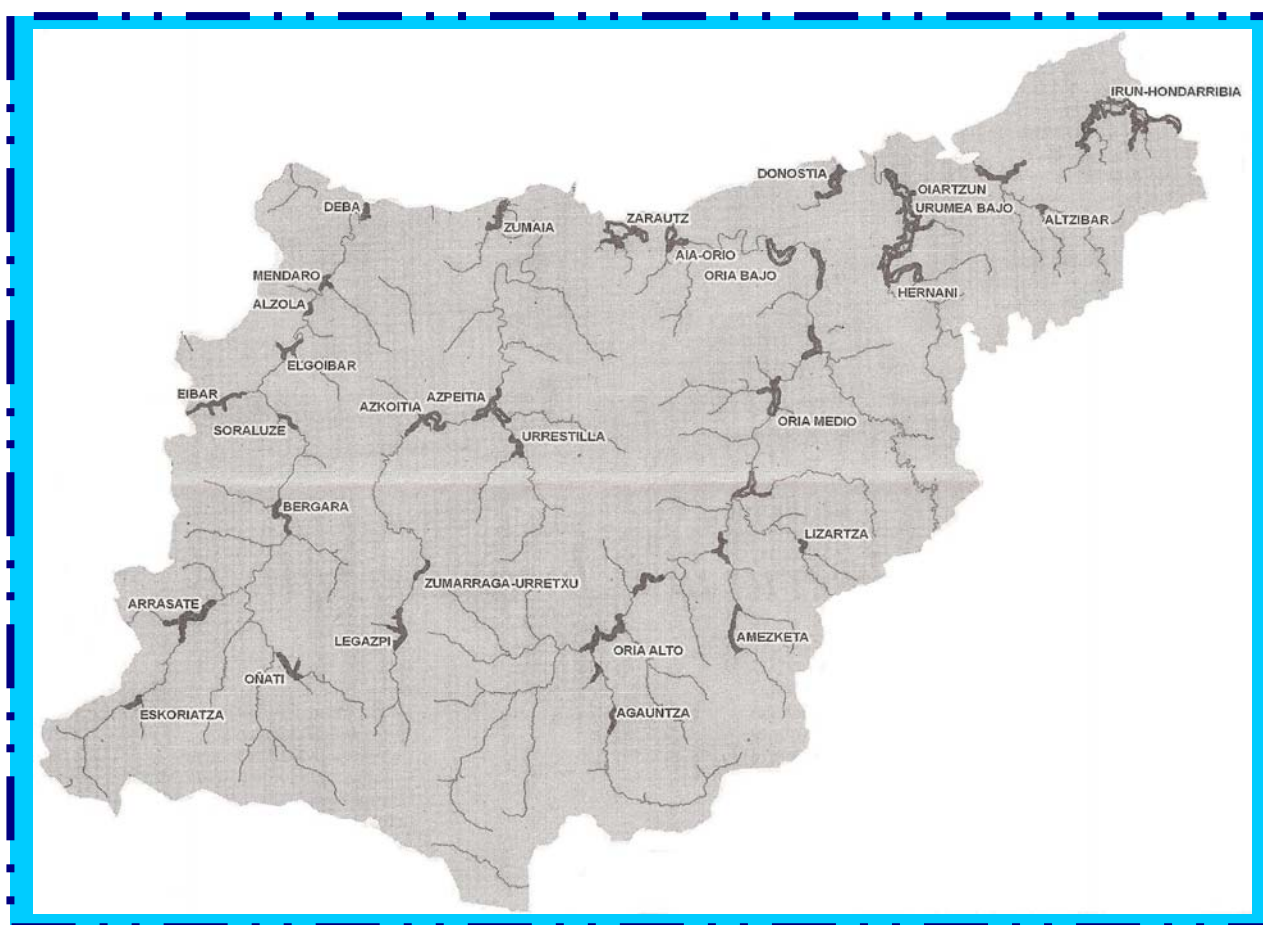 IRUN-HONDARRIBIA
DONOSTIA
OIARTZUN
DEBA
URUMEA BAJO
ZARAUTZ
ALTZIBAR
ZUMAIA
AIA-ORIO
MENDARO
ORIA BAJO
HERNANI
ALZOLA
ELGOIBAR
EIBAR
AZPEITIA
AZKOITIA
ORIA MEDIO
SORALUZE
URRESTILLA
BERGARA
LIZARTZA
ZUMARRAGA-URRETXU
ARRASATE
LEGAZPI
AMEZKETA
ORIA ALTO
OÑATI
ESKORIATZA
AGAUNTZA